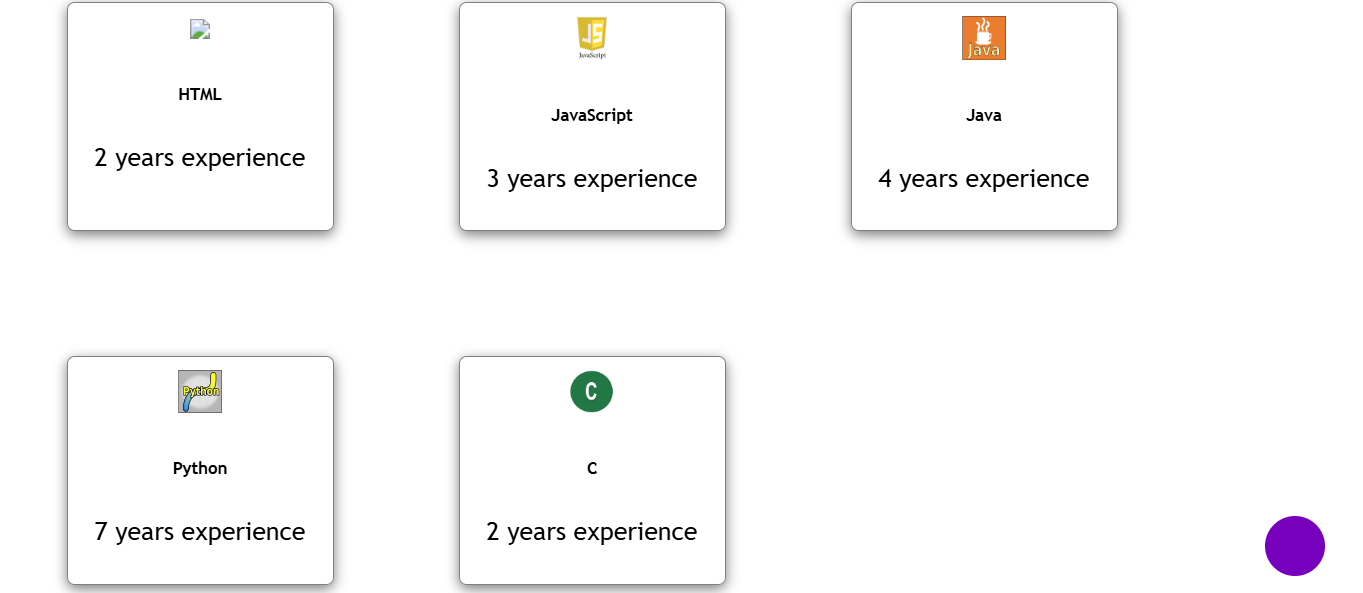 HTML
2 years experience
JS
JavaScript
JavaScript
3 years experience
Java
Java
4 years experience
Python
Python
7 years experience
C
C
2 years experience